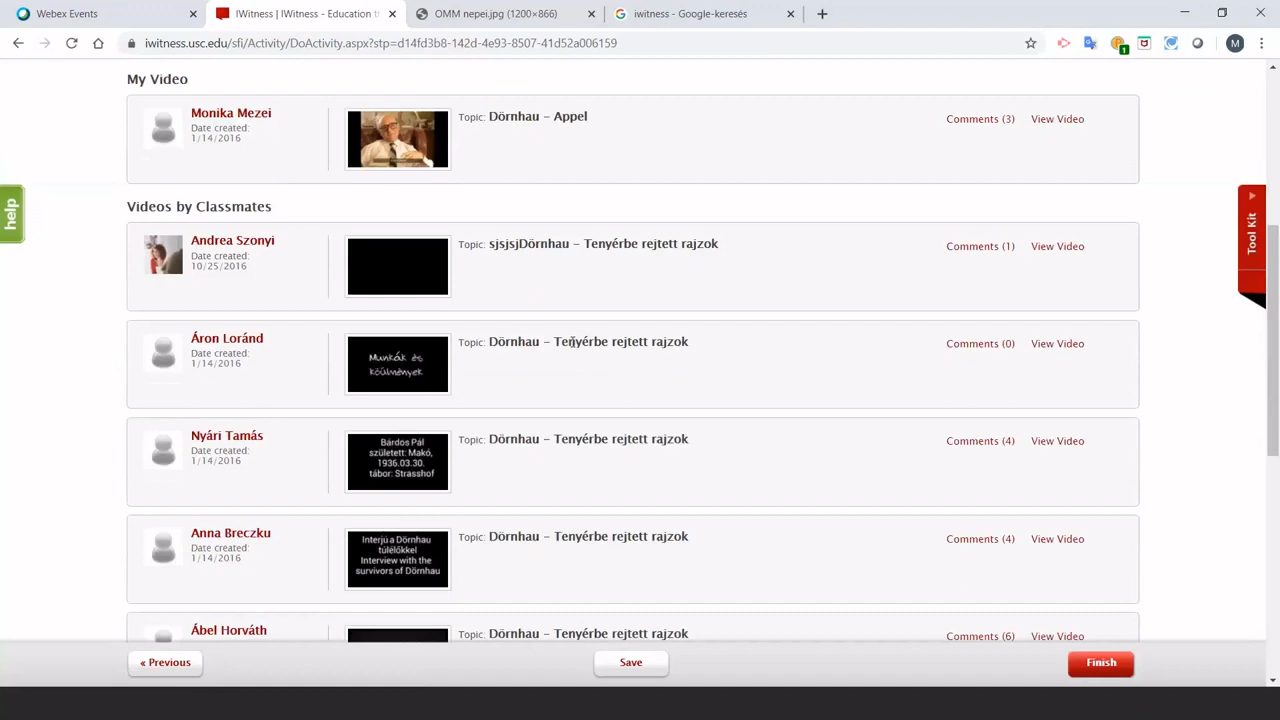 Webex Events
IWitness | IWitness - Education t
OMM nepei.jpg (1200×866)
iwitness - Google-keresés
iwitness.usc.edu/sfi/Activity/DoActivity.aspx?stp=d14fd3b8-142d-4e93-8507-41d52a006159
1
M
My Video
Monika Mezei
Date created:
1/14/2016
Topic: Dörnhau - Appel
Comments (3)
View Video
Videos by Classmates
help
Tool Kit
Andrea Szonyi
Date created:
10/25/2016
Topic: sjsjsjDörnhau - Tenyérbe rejtett rajzok
Comments (1)
View Video
Áron Loránd
Date created:
1/14/2016
Munkák és
körülmények
Topic: Dörnhau - Tenyérbe rejtett rajzok
Comments (0)
View Video
Nyári Tamás
Date created:
1/14/2016
Bárdos Pál
született: Makó,
1936.03.30.
tábor: Strasshof
Topic: Dörnhau - Tenyérbe rejtett rajzok
Comments (4)
View Video
Anna Breczku
Date created:
1/14/2016
Interjú a Dörnhau
túlélőkkel
Interview with the
survivors of Dörnhau
Topic: Dörnhau - Tenyérbe rejtett rajzok
Comments (4)
View Video
Ábel Horváth
Topic: Dörnhau - Tenyérbe rejtett rajzok
Comments (6)
View Video
« Previous
Save
Finish